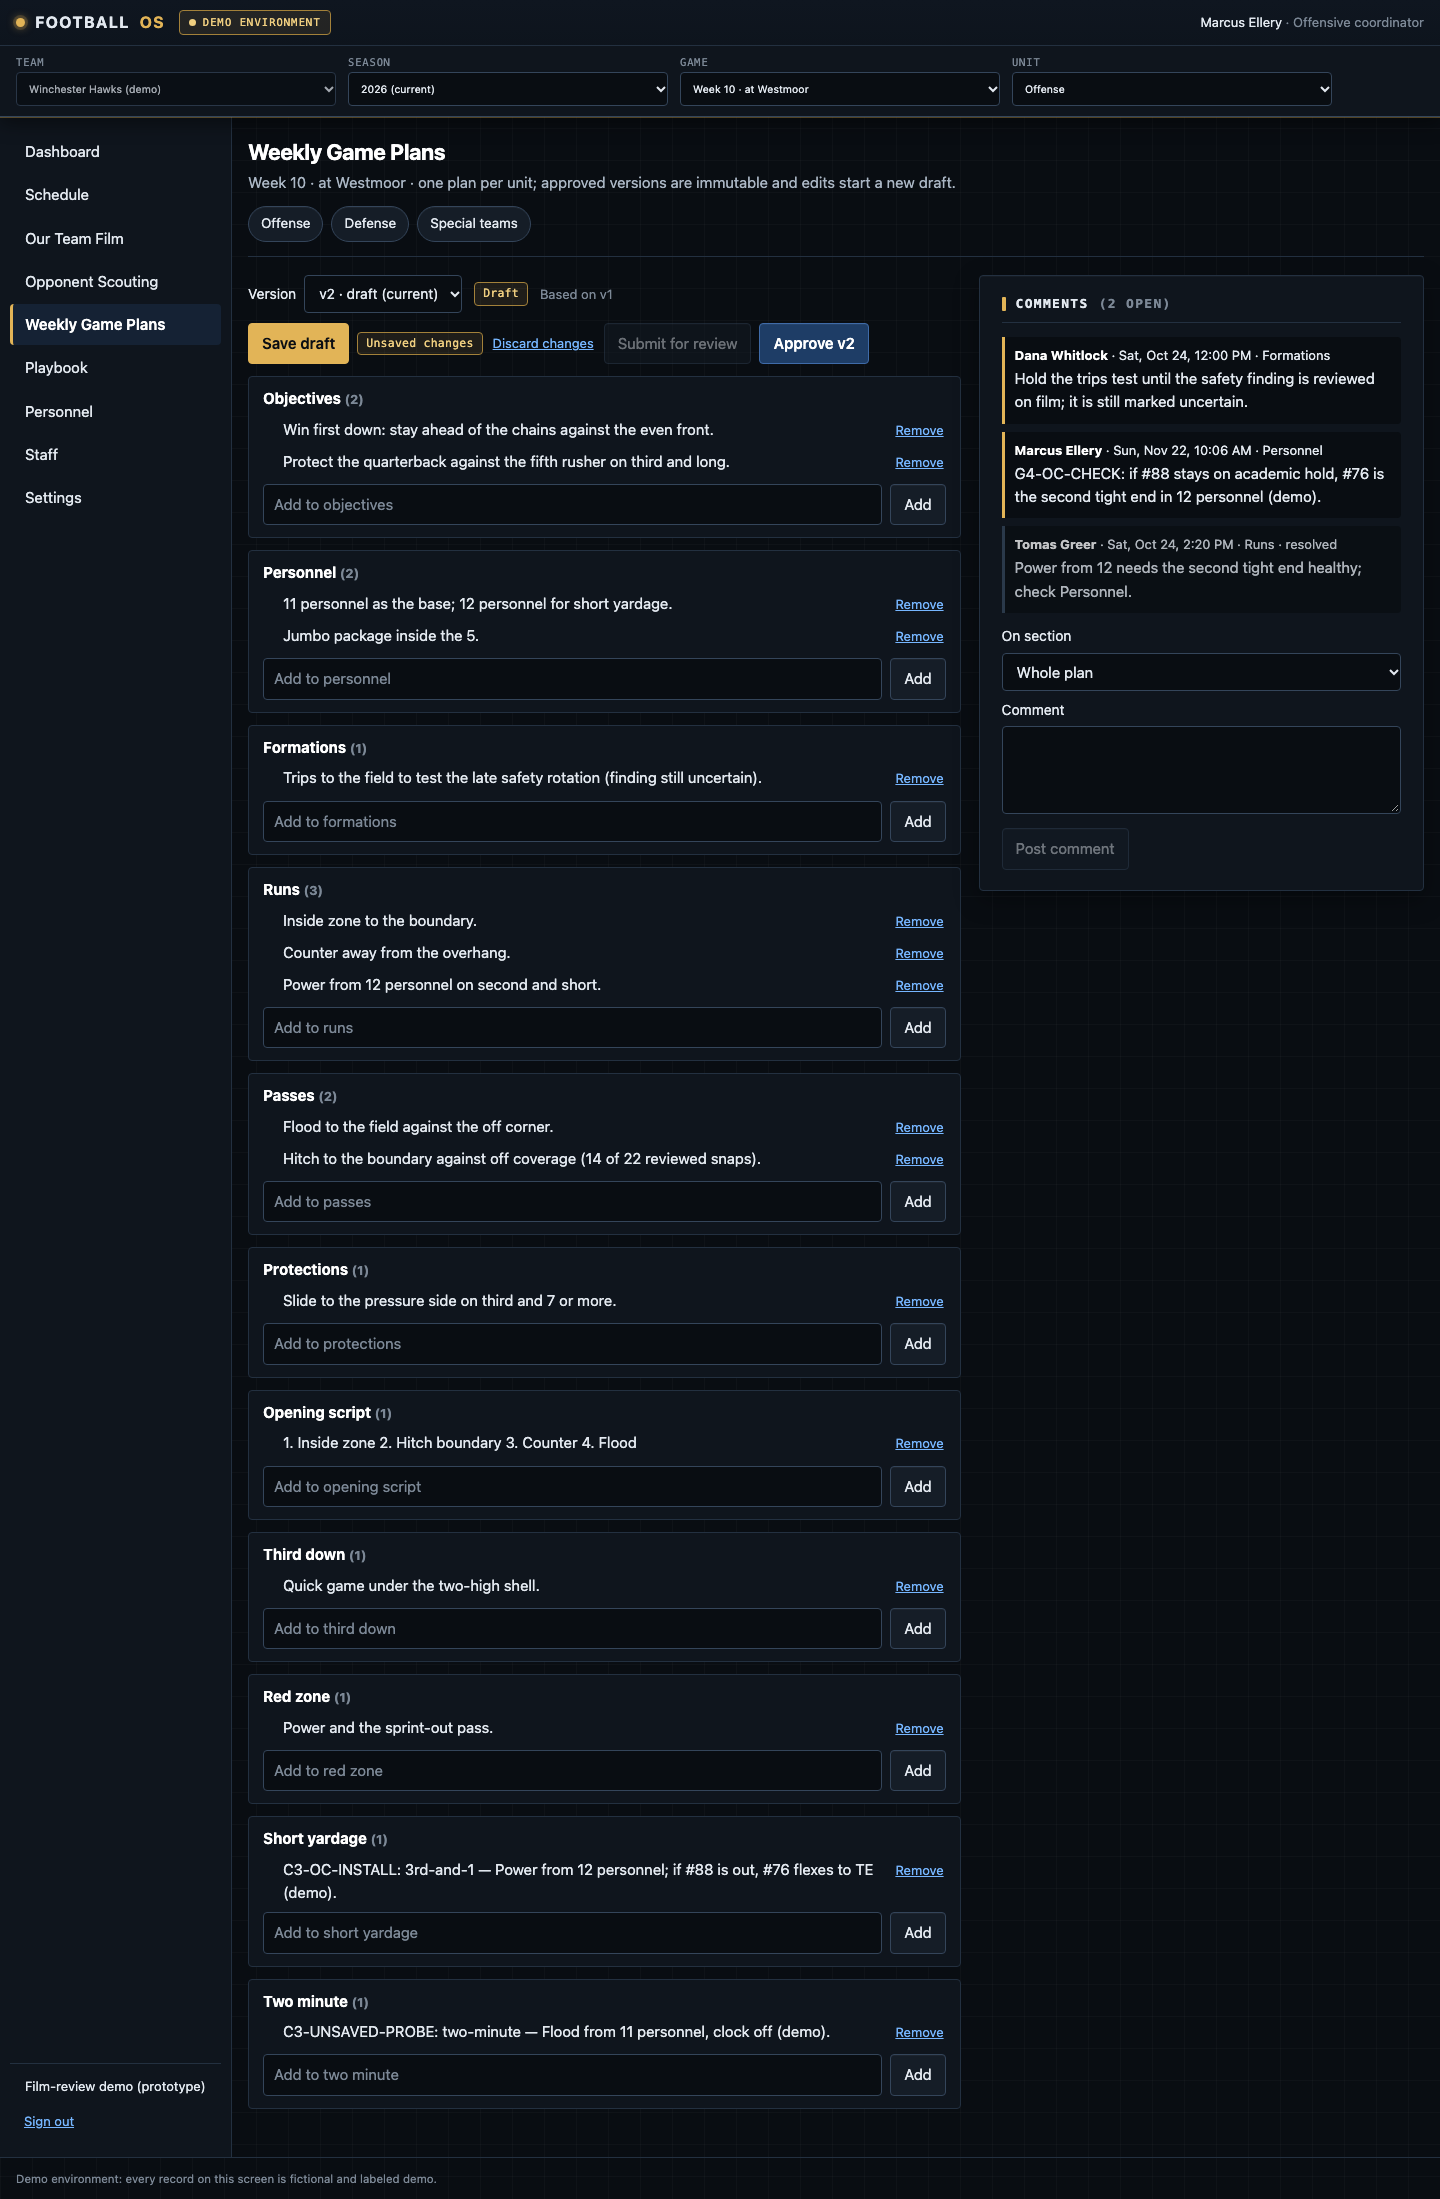 FOOTBALL OS
DEMO ENVIRONMENT
Marcus Ellery · Offensive coordinator
TEAM
Winchester Hawks (demo)
SEASON
2026 (current)
GAME
Week 10 · at Westmoor
UNIT
Offense
Dashboard
Schedule
Our Team Film
Opponent Scouting
Weekly Game Plans
Playbook
Personnel
Staff
Settings
Film-review demo (prototype)
Sign out
Weekly Game Plans
Week 10 · at Westmoor · one plan per unit; approved versions are immutable and edits start a new draft.
Offense
Defense
Special teams
Version
v2 · draft (current)
Draft
Based on v1
Save draft
Unsaved changes
Discard changes
Submit for review
Approve v2
Objectives (2)
Win first down: stay ahead of the chains against the even front.
Remove
Protect the quarterback against the fifth rusher on third and long.
Remove
Add to objectives
Add
Personnel (2)
11 personnel as the base; 12 personnel for short yardage.
Remove
Jumbo package inside the 5.
Remove
Add to personnel
Add
Formations (1)
Trips to the field to test the late safety rotation (finding still uncertain).
Remove
Add to formations
Add
Runs (3)
Inside zone to the boundary.
Remove
Counter away from the overhang.
Remove
Power from 12 personnel on second and short.
Remove
Add to runs
Add
Passes (2)
Flood to the field against the off corner.
Remove
Hitch to the boundary against off coverage (14 of 22 reviewed snaps).
Remove
Add to passes
Add
Protections (1)
Slide to the pressure side on third and 7 or more.
Remove
Add to protections
Add
Opening script (1)
1. Inside zone 2. Hitch boundary 3. Counter 4. Flood
Remove
Add to opening script
Add
Third down (1)
Quick game under the two-high shell.
Remove
Add to third down
Add
Red zone (1)
Power and the sprint-out pass.
Remove
Add to red zone
Add
Short yardage (1)
C3-OC-INSTALL: 3rd-and-1 — Power from 12 personnel; if #88 is out, #76 flexes to TE
(demo).
Remove
Add to short yardage
Add
Two minute (1)
C3-UNSAVED-PROBE: two-minute — Flood from 11 personnel, clock off (demo).
Remove
Add to two minute
Add
COMMENTS (2 OPEN)
Dana Whitlock · Sat, Oct 24, 12:00 PM · Formations
Hold the trips test until the safety finding is reviewed
on film; it is still marked uncertain.
Marcus Ellery · Sun, Nov 22, 10:06 AM · Personnel
G4-OC-CHECK: if #88 stays on academic hold, #76 is
the second tight end in 12 personnel (demo).
Tomas Greer · Sat, Oct 24, 2:20 PM · Runs · resolved
Power from 12 needs the second tight end healthy;
check Personnel.
On section
Whole plan
Comment
Post comment
Demo environment: every record on this screen is fictional and labeled demo.